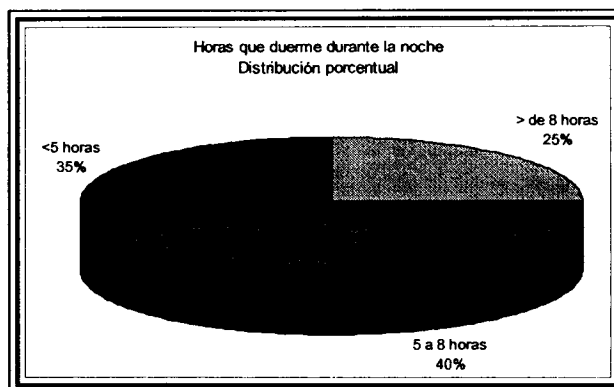 Horas que duerme durante la noche
Distribución porcentual
> de 8 horas
25%
<5 horas
35%
5 a 8 horas
40%